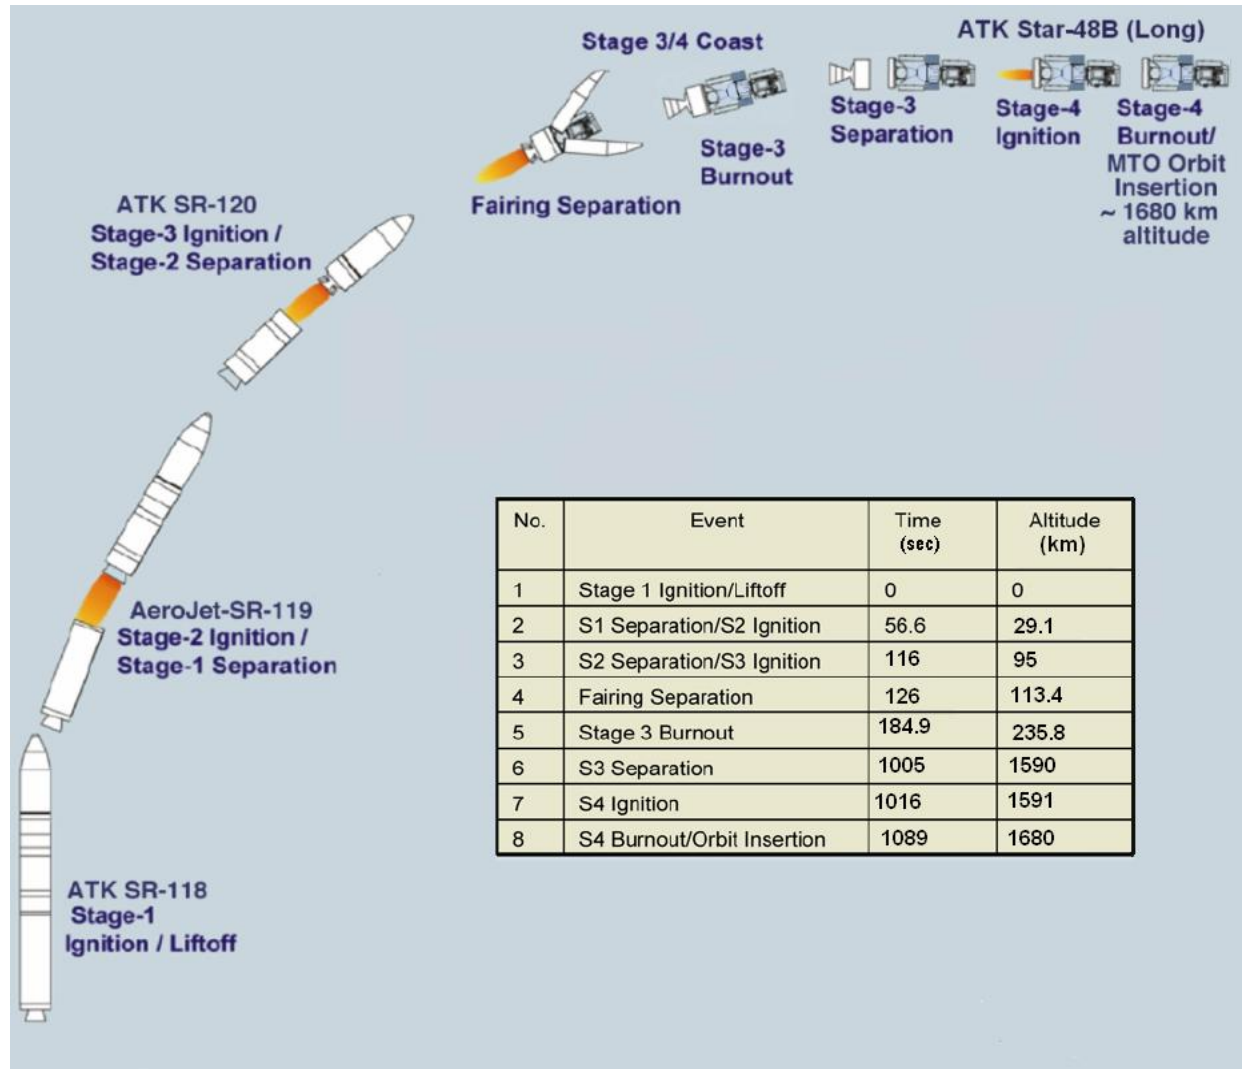 Stage 3/4 Coast
ATK Star-48B (Long)
Stage-3
Separation
Stage-4
Ignition
Stage-4
Burnout/
MTO Orbit
Insertion
~ 1680 km
altitude
Stage-3
Burnout
Fairing Separation
ATK SR-120
Stage-3 Ignition /
Stage-2 Separation
AeroJet-SR-119
Stage-2 Ignition /
Stage-1 Separation
ATK SR-118
Stage-1
Ignition / Liftoff
No. Event Time (sec) Altitude (km)
1 Stage 1 Ignition/Liftoff 0 0
2 S1 Separation/S2 Ignition 56.6 29.1
3 S2 Separation/S3 Ignition 116 95
4 Fairing Separation 126 113.4
5 Stage 3 Burnout 184.9 235.8
6 S3 Separation 1005 1590
7 S4 Ignition 1016 1591
8 S4 Burnout/Orbit Insertion 1089 1680